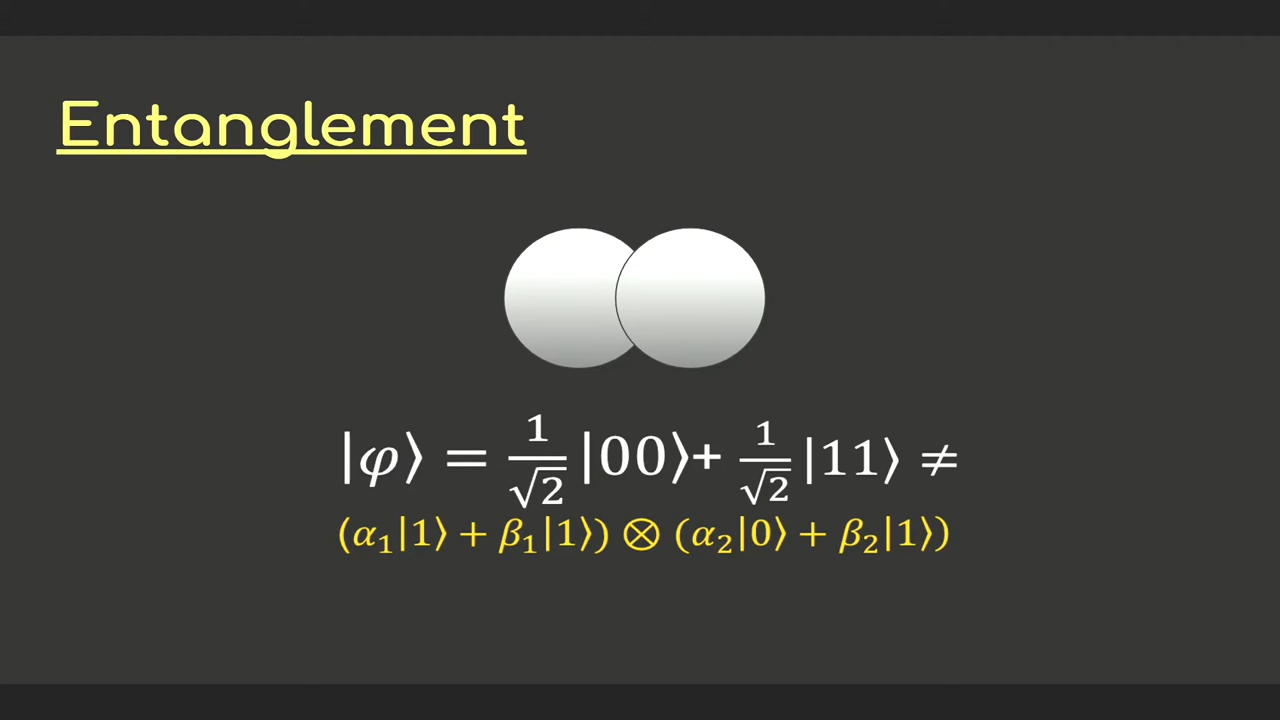 Entanglement
|φ⟩ = 1/√2 |00⟩+ 1/√2 |11⟩ ≠
(α₁|1⟩ + β₁|1⟩) ⊗ (α₂|0⟩ + β₂|1⟩)